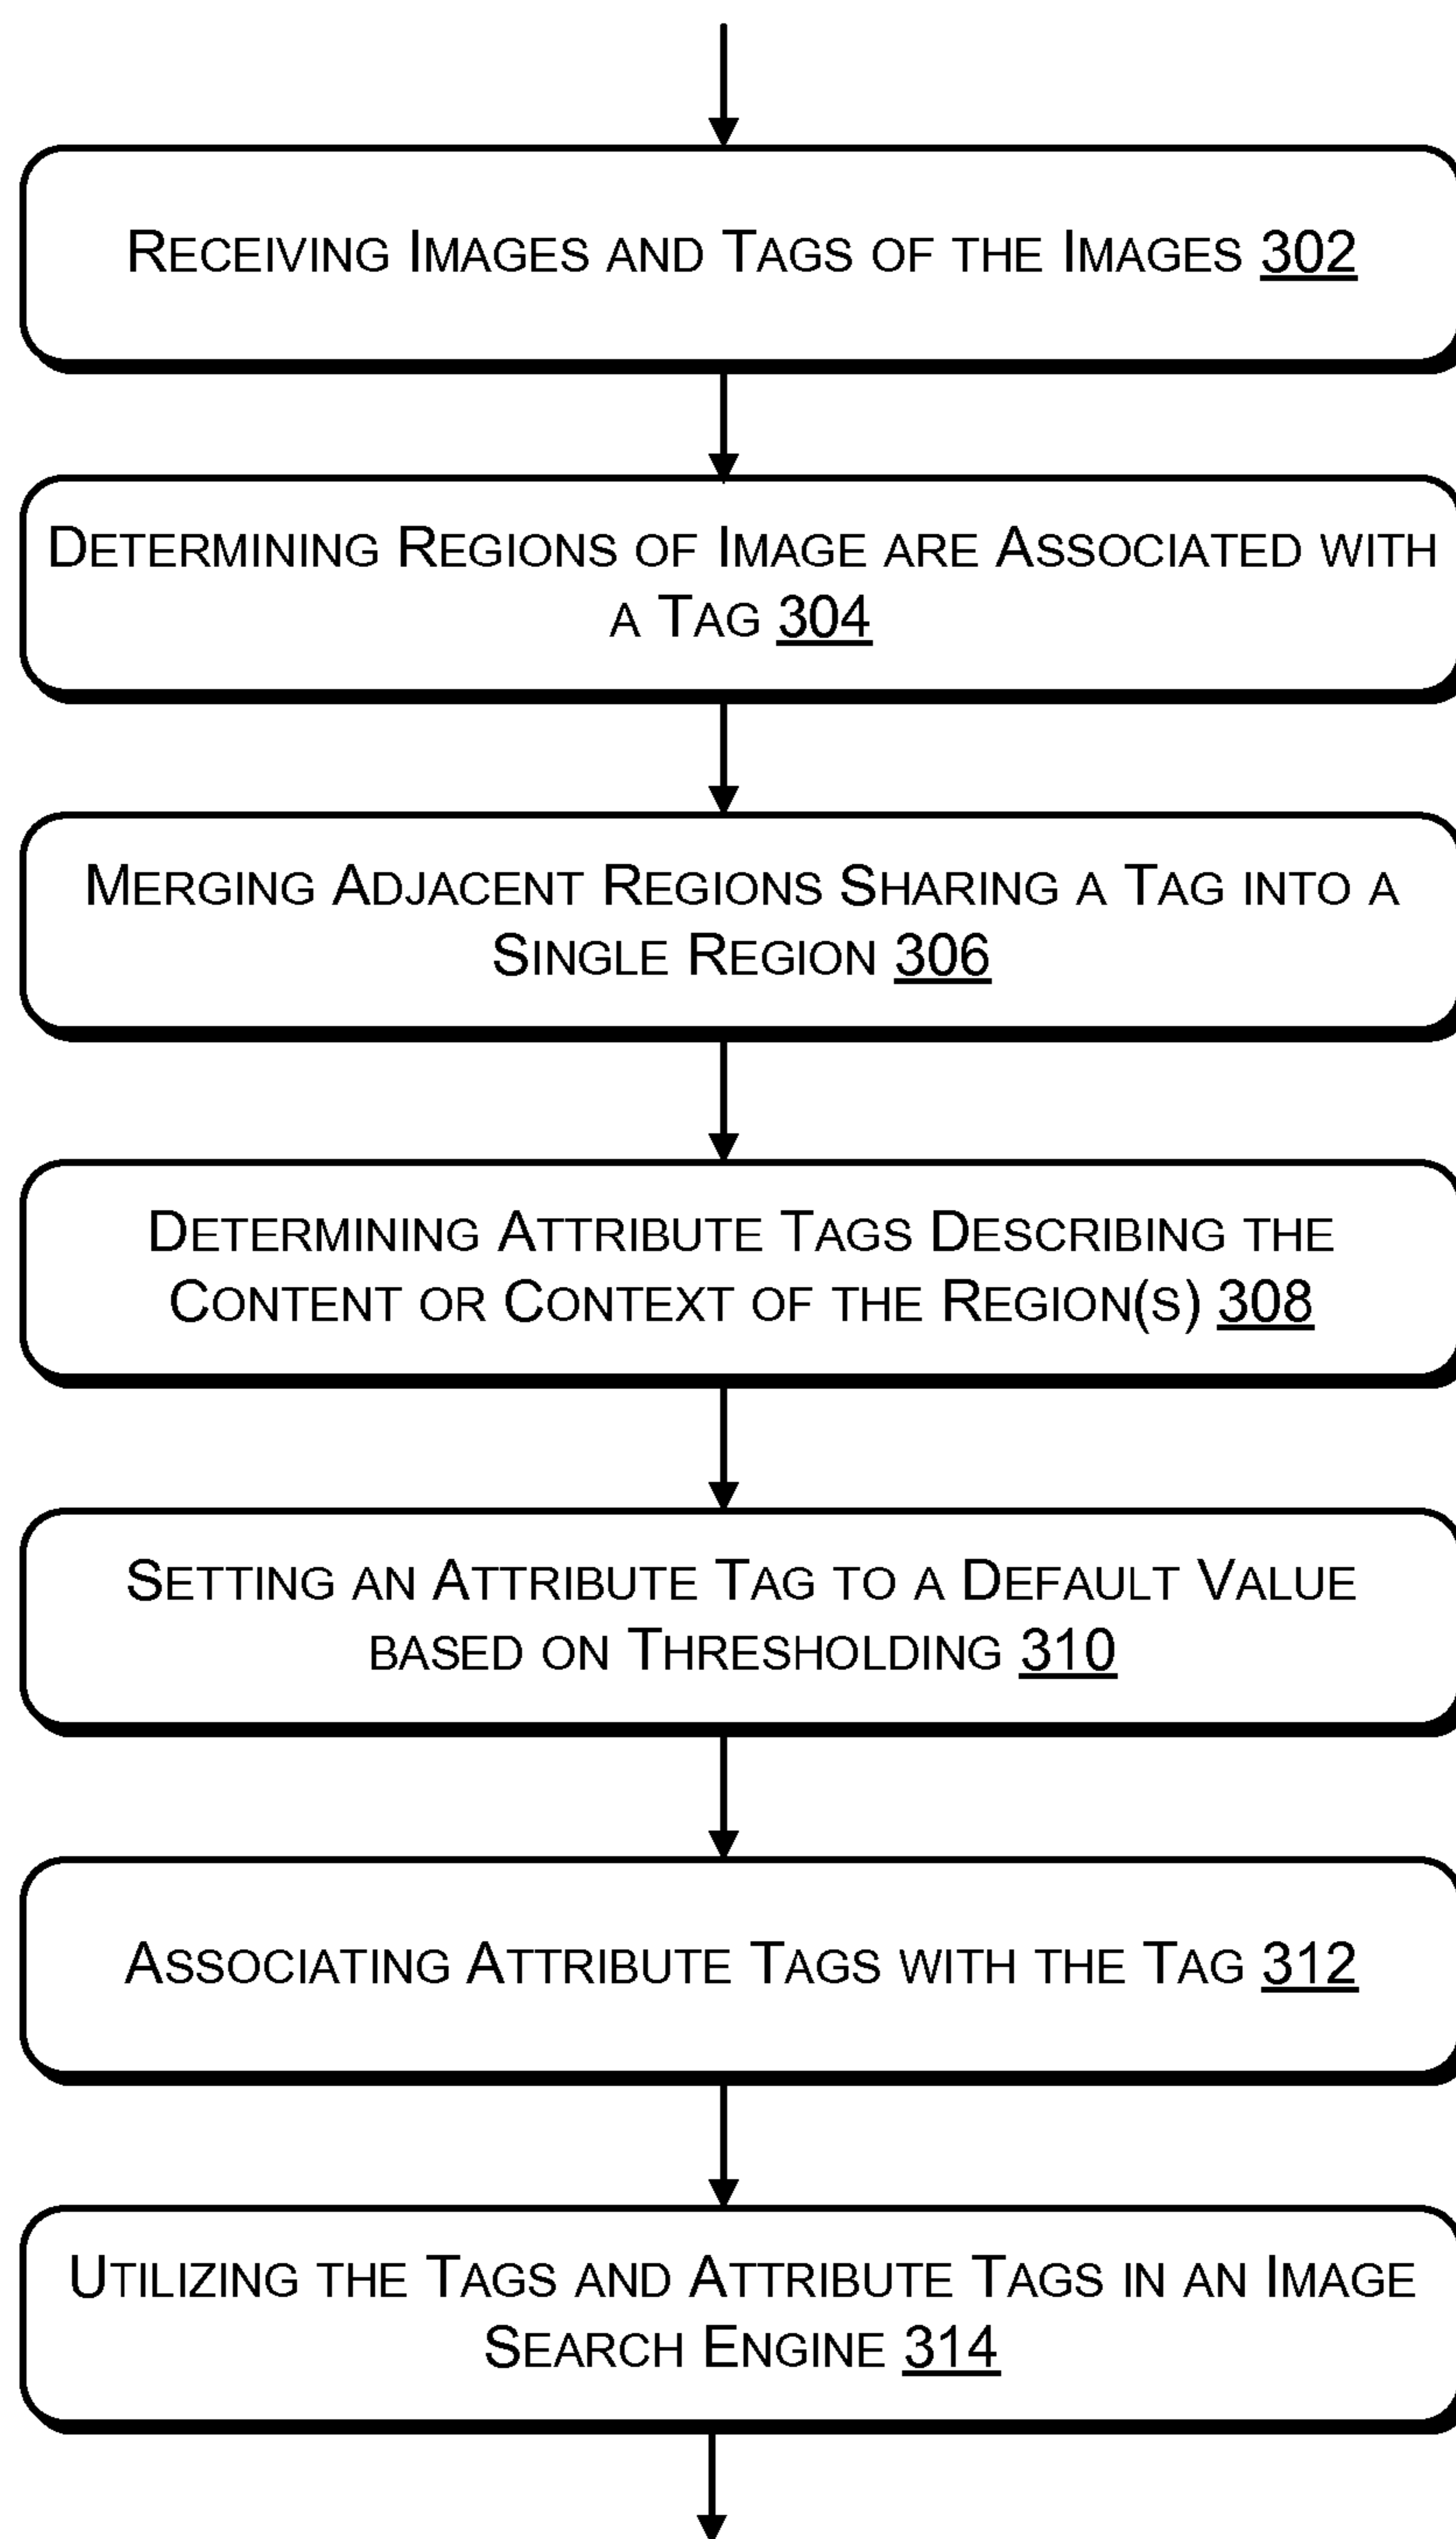 RECEIVING IMAGES AND TAGS OF THE IMAGES 302
DETERMINING REGIONS OF IMAGE ARE ASSOCIATED WITH
A TAG 304
MERGING ADJACENT REGIONS SHARING A TAG INTO A
SINGLE REGION 306
DETERMINING ATTRIBUTE TAGS DESCRIBING THE
CONTENT OR CONTEXT OF THE REGION(S) 308
SETTING AN ATTRIBUTE TAG TO A DEFAULT VALUE
BASED ON THRESHOLDING 310
ASSOCIATING ATTRIBUTE TAGS WITH THE TAG 312
UTILIZING THE TAGS AND ATTRIBUTE TAGS IN AN IMAGE
SEARCH ENGINE 314